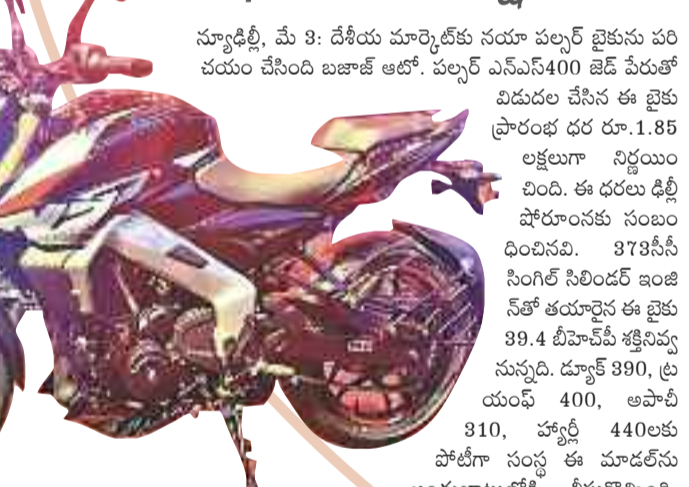 న్యూఢిల్లీ, మే 3: దేశీయ మార్కెట్‌కు నయా పల్సర్ బైకును పరి
చయం చేసింది బజాజ్ ఆటో. పల్సర్ ఎన్‌ఎస్400 జెడ్ పేరుతో
విడుదల చేసిన ఈ బైకు
ప్రారంభ ధర రూ.1.85
లక్షలుగా నిర్ణయిం
చింది. ఈ ధరలు ఢిల్లీ
షోరూంనకు సంబం
ధించినవి. 373సీసీ
సింగిల్ సిలిండర్ ఇంజి
న్‌తో తయారైన ఈ బైకు
39.4 బీహెచ్‌పీ శక్తినివ్వ
నున్నది. డ్యూక్ 390, ట్ర
యంఫ్ 400, అపాచీ
310, హ్యార్లీ 440లకు
పోటీగా సంస్థ ఈ మాడల్‌ను